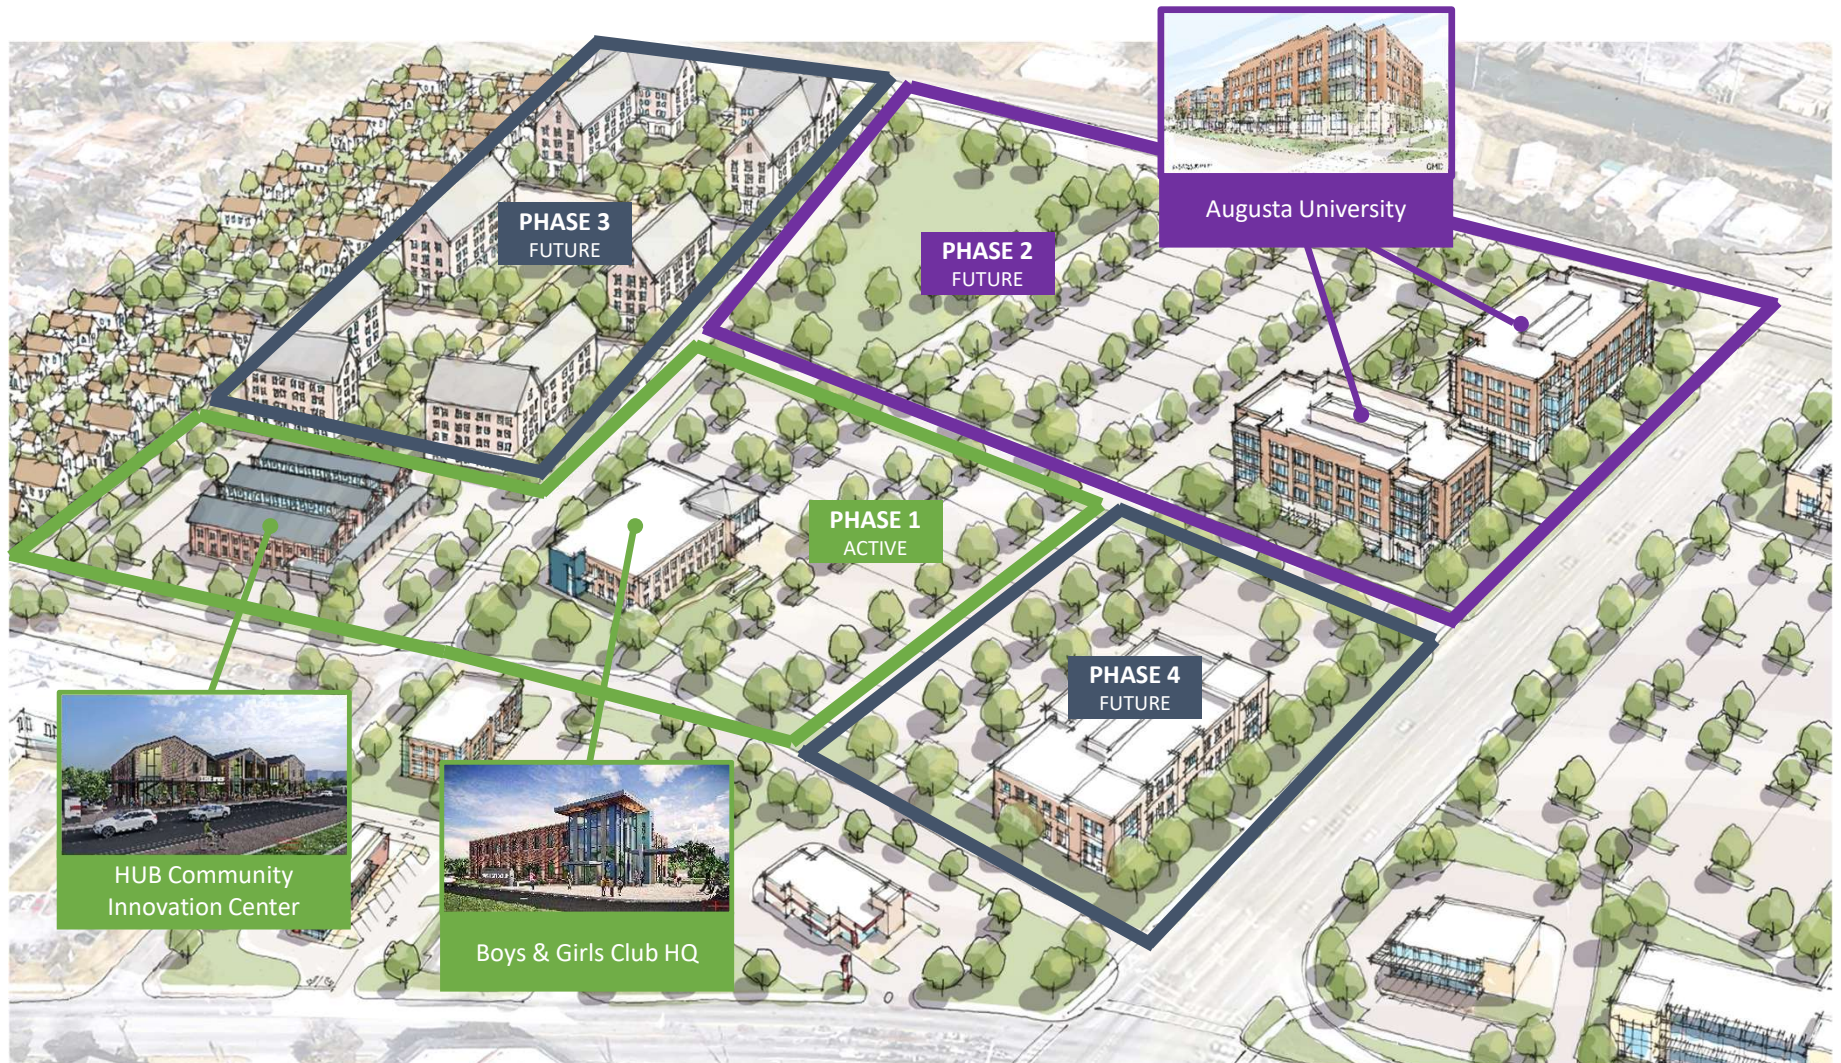 PHASE 3
FUTURE
PHASE 2
FUTURE
GMC
Augusta University
PHASE 1
ACTIVE
PHASE 4
FUTURE
HUB Community
Innovation Center
Boys & Girls Club HQ